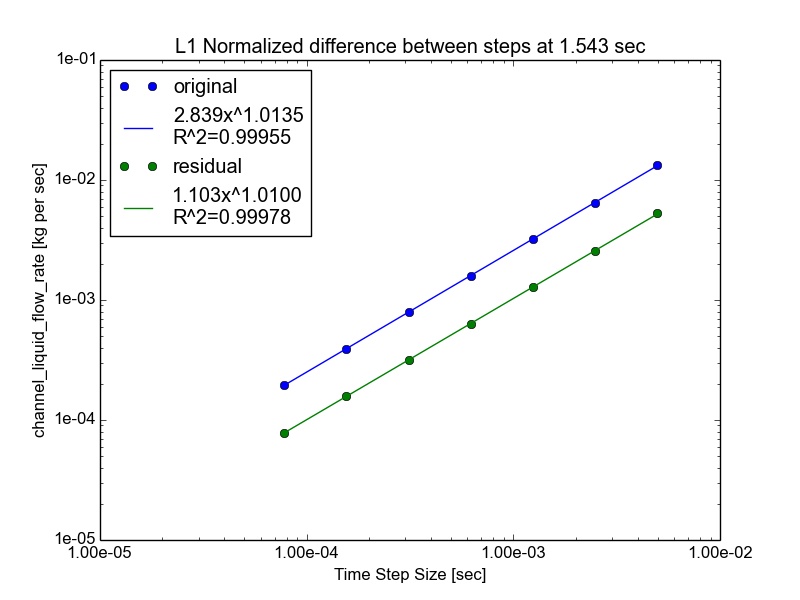 L1 Normalized difference between steps at 1.543 sec
1e-01
original
2.839x^1.0135
R^2=0.99955
residual
1.103x^1.0100
R^2=0.99978
1e-02
channel_liquid_flow_rate [kg per sec]
1e-03
1e-04
1e-05
1.00e-05 1.00e-04 1.00e-03 1.00e-02
Time Step Size [sec]